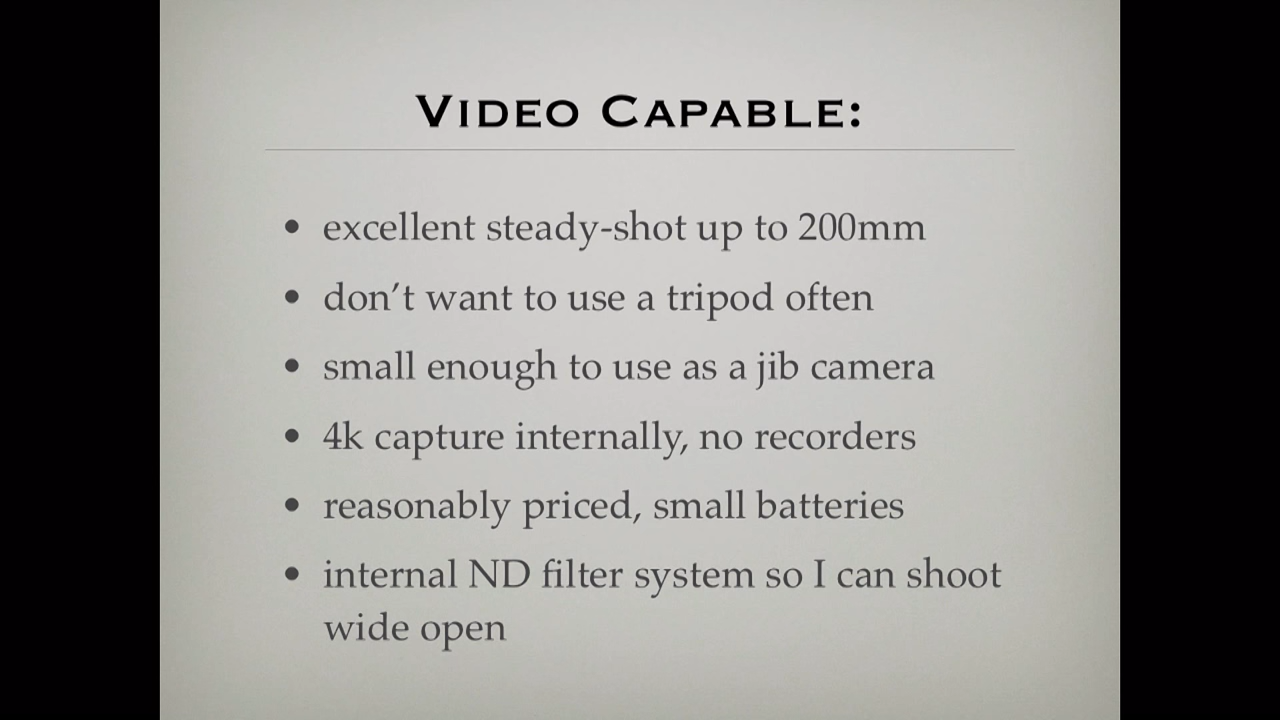 VIDEO CAPABLE:
• excellent steady-shot up to 200mm
• don’t want to use a tripod often
• small enough to use as a jib camera
• 4k capture internally, no recorders
• reasonably priced, small batteries
• internal ND filter system so I can shoot
wide open